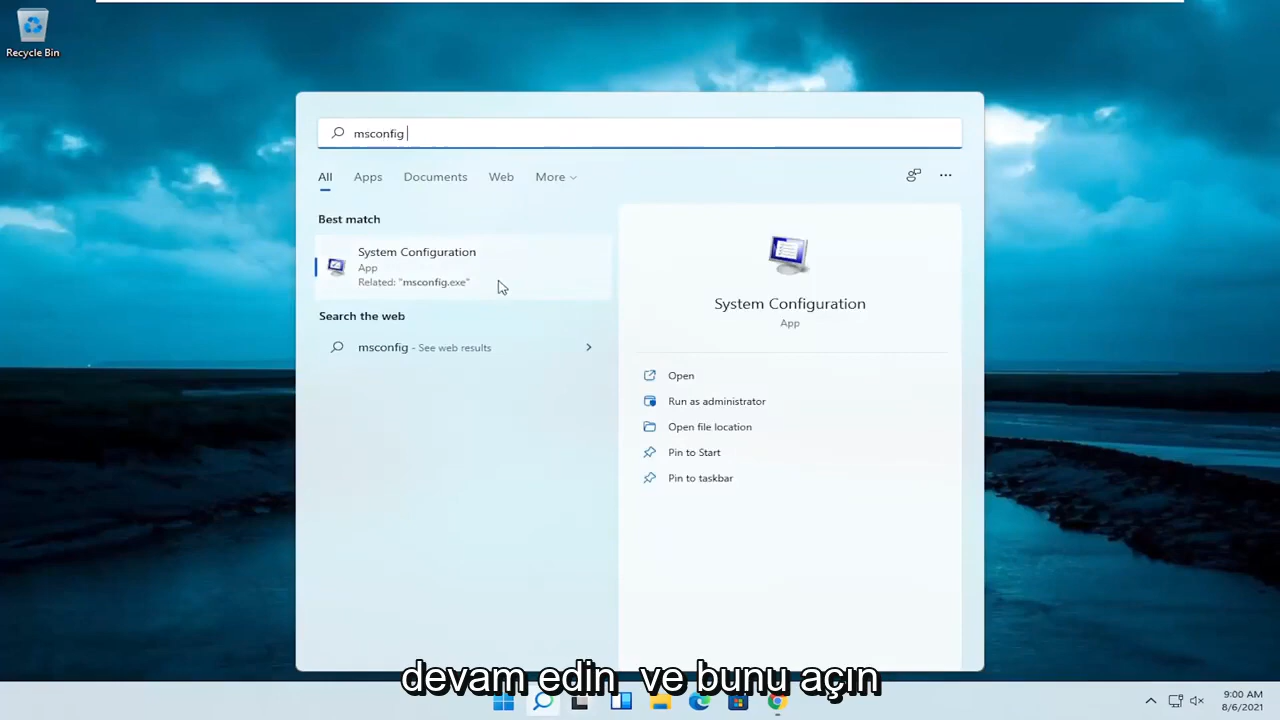 Recycle Bin
msconfig
All Apps Documents Web More
Best match
System Configuration
App
Related: "msconfig.exe"
Search the web
msconfig - See web results
System Configuration
App
Open
Run as administrator
Open file location
Pin to Start
Pin to taskbar
devam edin ve bunu açın
9:00 AM
8/6/2021